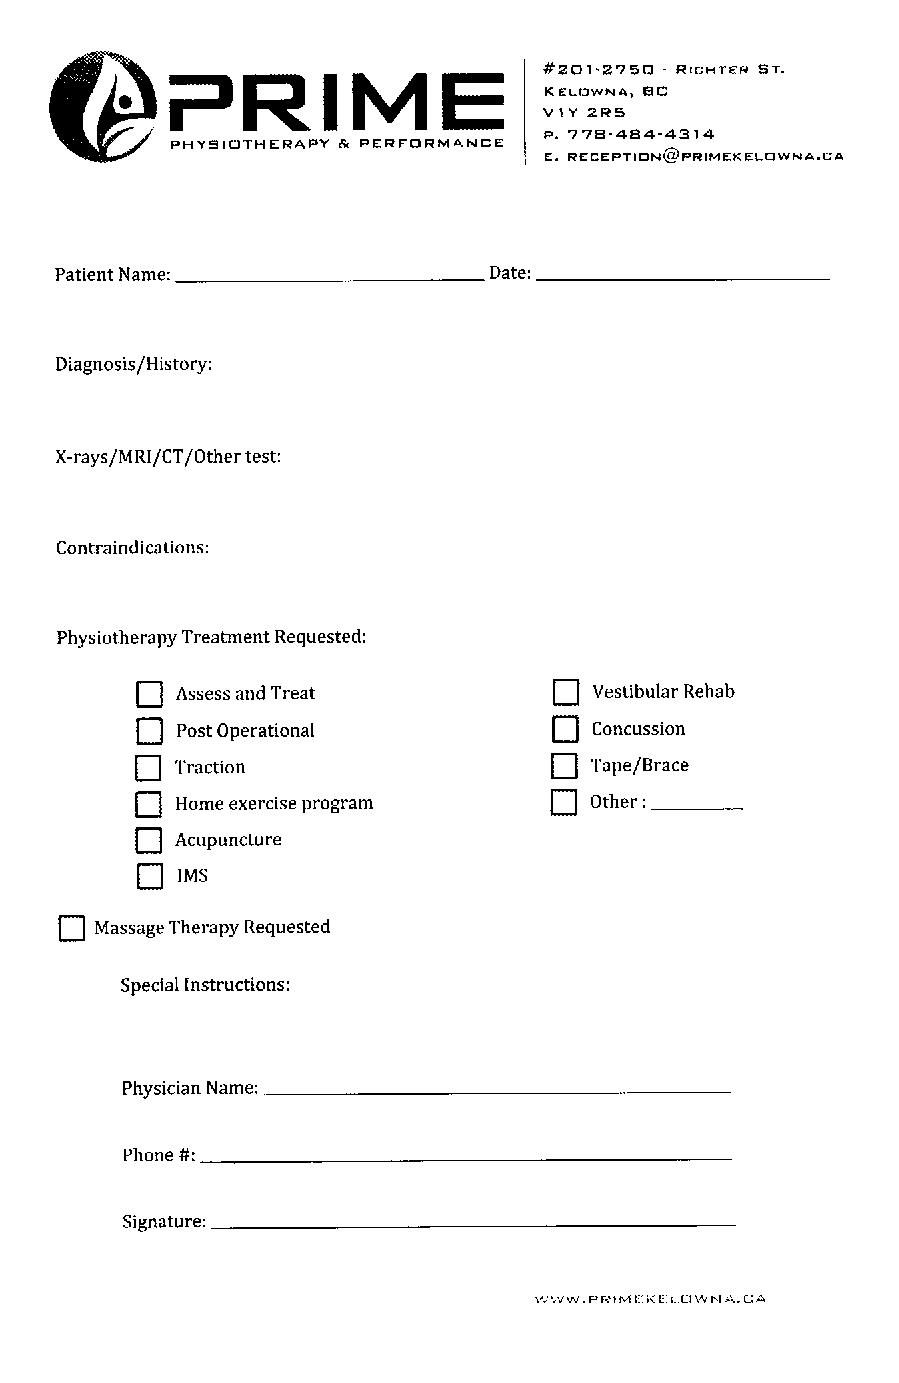 PRIME
PHYSIOTHERAPY & PERFORMANCE
#201-2750 - RICHTER ST.
KELOWNA, BC
V1Y 2R5
P. 778-484-4314
E. RECEPTION@PRIMEKELOWNA.CA
Patient Name: ____________________ Date: ____________________
Diagnosis/History:
X-rays/MRI/CT/Other test:
Contraindications:
Physiotherapy Treatment Requested:
Assess and Treat
Post Operational
Traction
Home exercise program
Acupuncture
IMS
Vestibular Rehab
Concussion
Tape/Brace
Other : _________
Massage Therapy Requested
Special Instructions:
Physician Name: ____________________
Phone #: ____________________
Signature: ____________________
WWW.PRIMEKELOWNA.CA